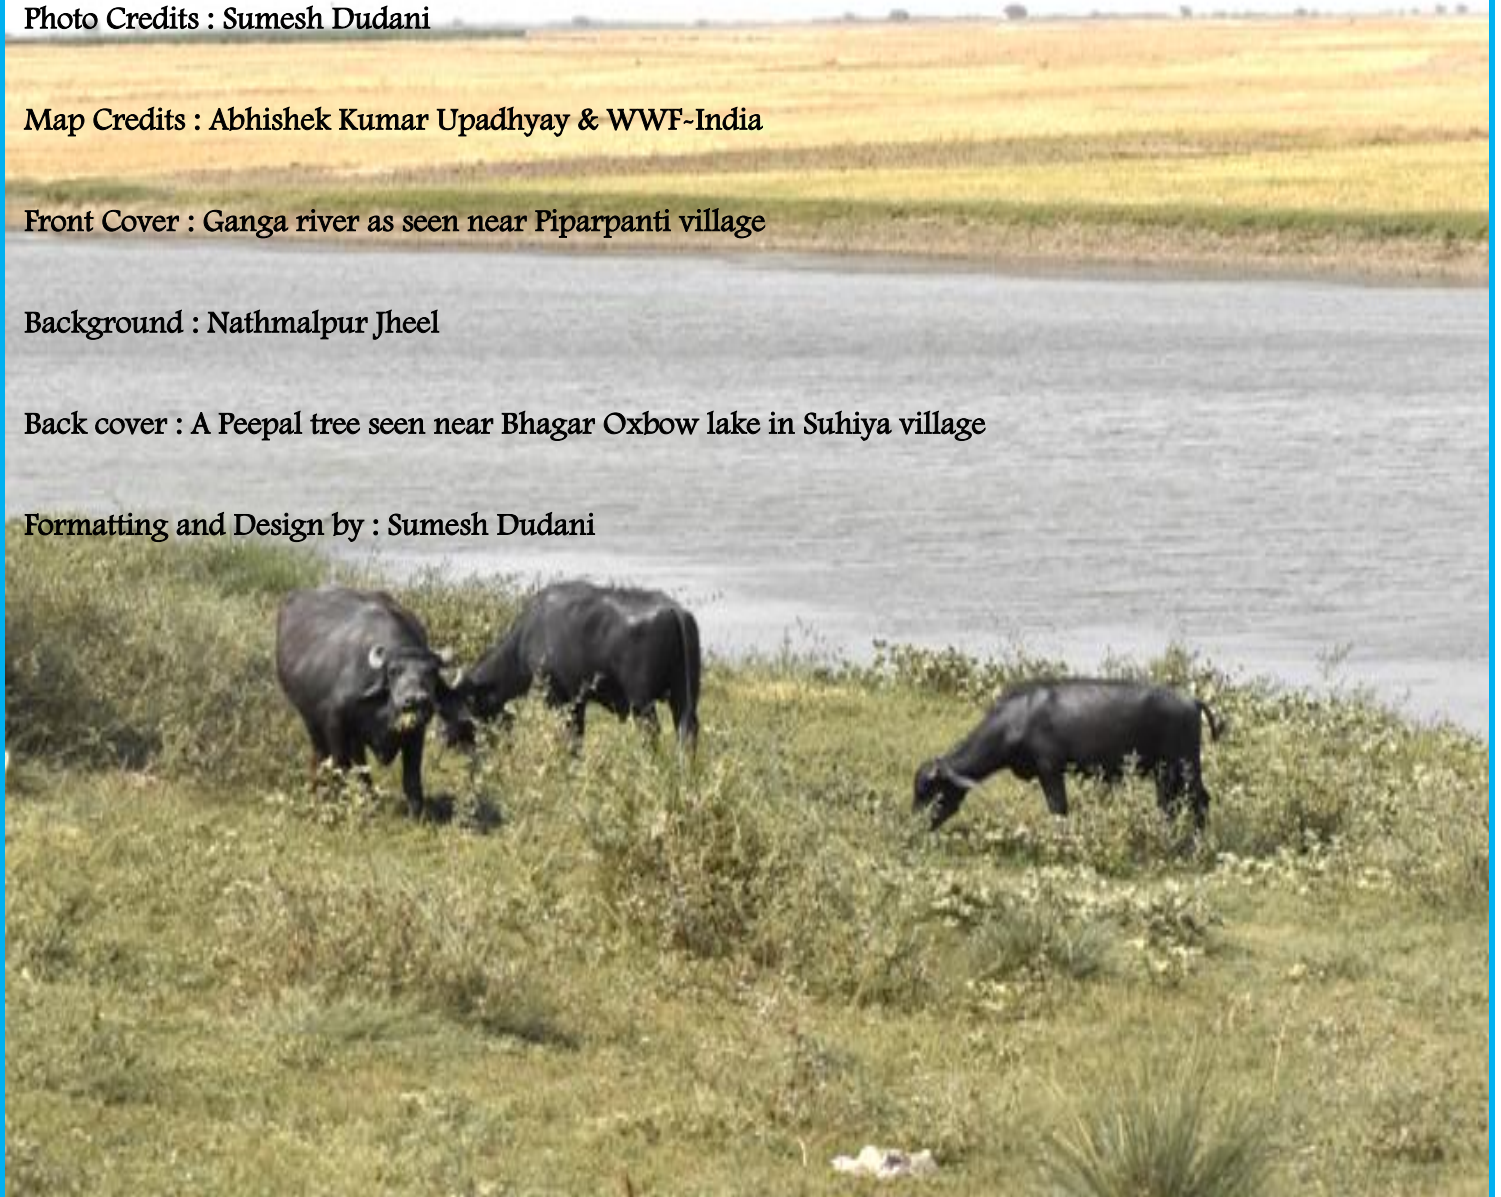 Photo Credits : Sumesh Dudani
Map Credits : Abhishek Kumar Upadhyay & WWF-India
Front Cover : Ganga river as seen near Piparpanti village
Background : Nathmalpur Jheel
Back cover : A Peepal tree seen near Bhagar Oxbow lake in Suhiya village
Formatting and Design by : Sumesh Dudani